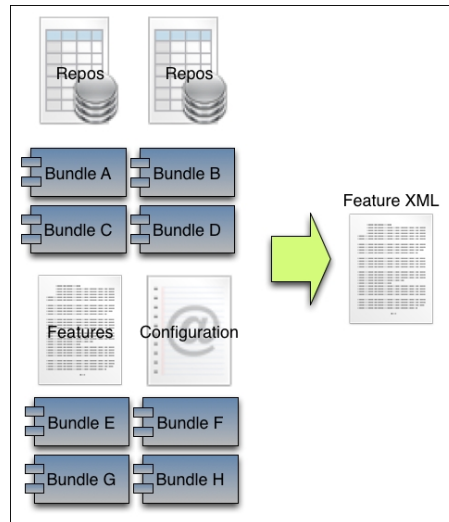 Repos Repos
Bundle A Bundle B
Bundle C Bundle D
Feature XML
Features Configuration
@
Bundle E Bundle F
Bundle G Bundle H